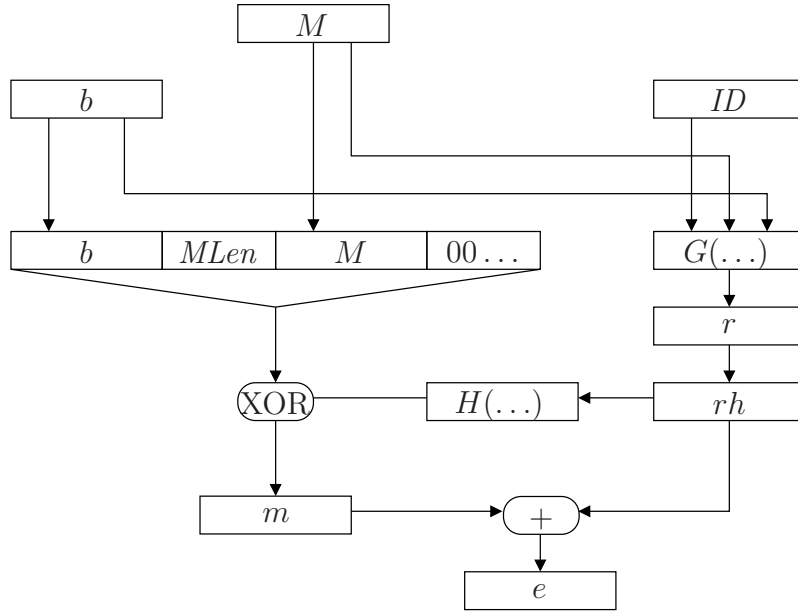 M
b ID
b MLen M 00 … G(…)
r
XOR H(…) rh
m +
e